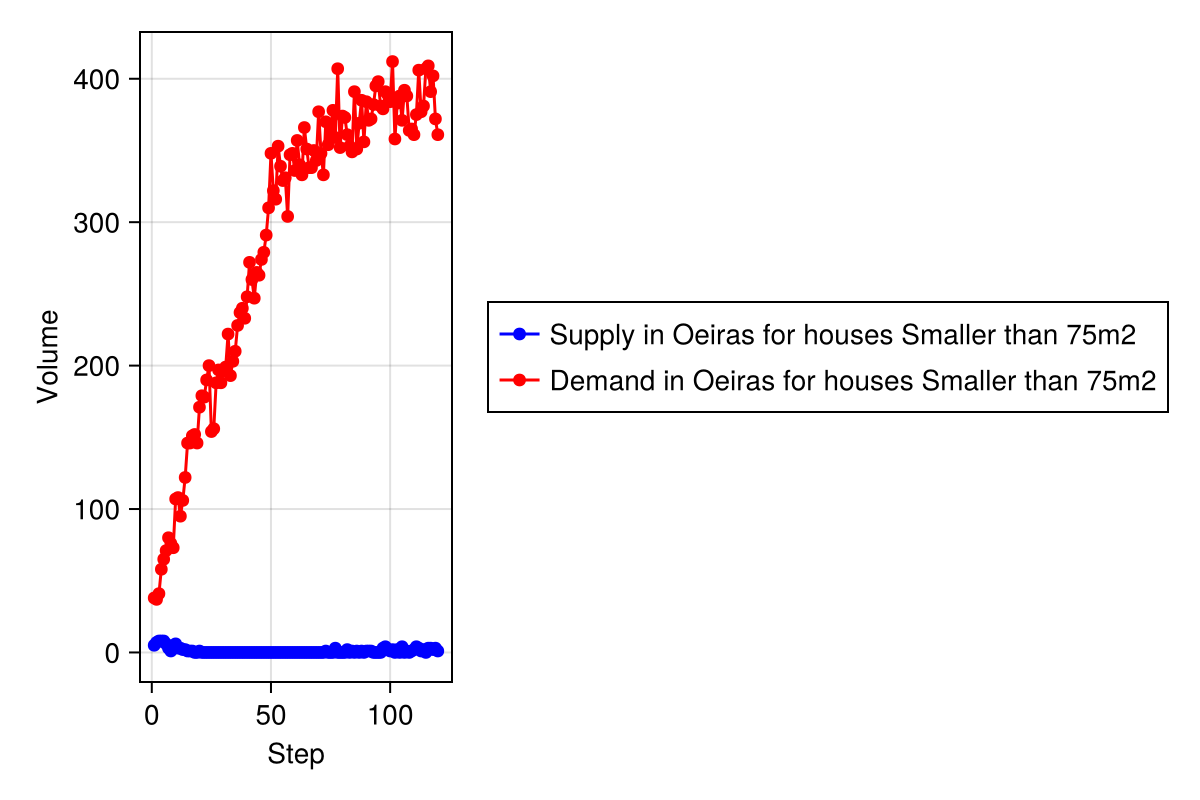 400
300
200
100
0
Volume
0 50 100
Step
Supply in Oeiras for houses Smaller than 75m2
Demand in Oeiras for houses Smaller than 75m2